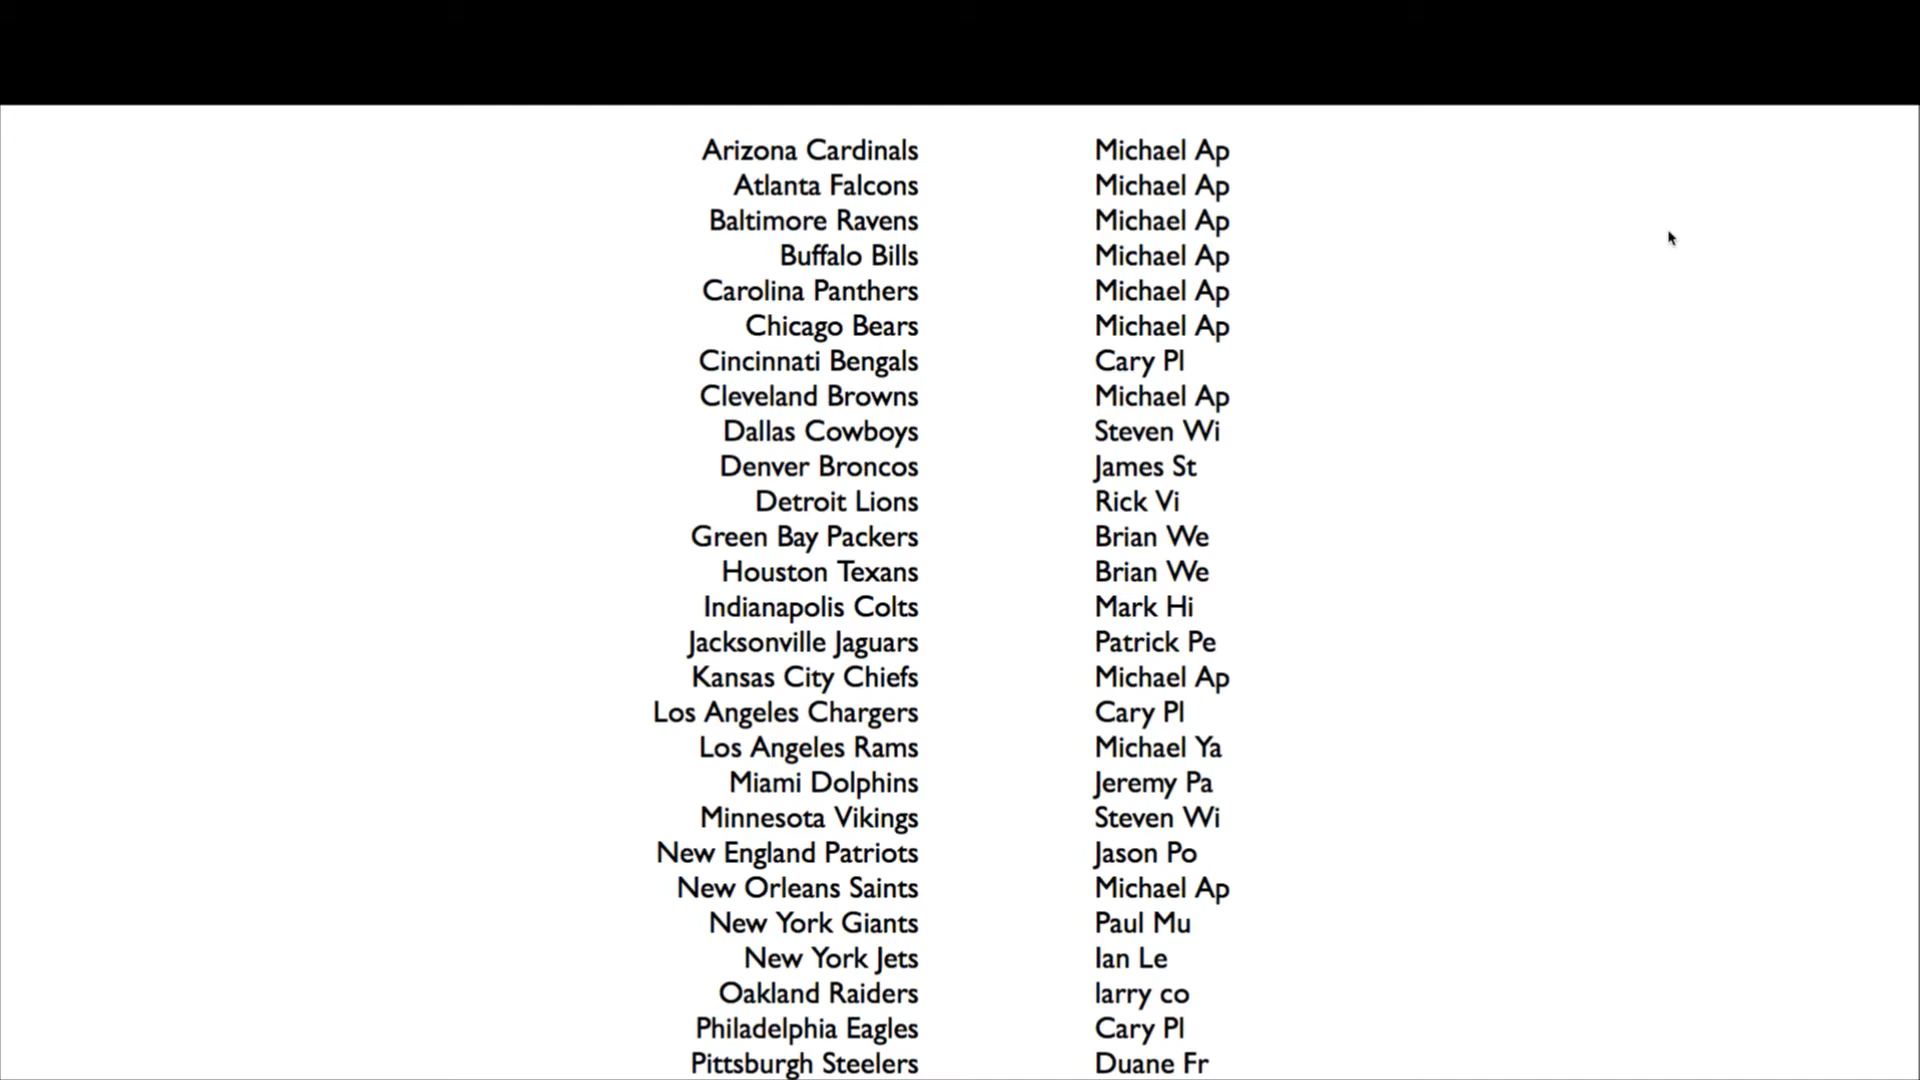 Arizona Cardinals Michael Ap
Atlanta Falcons Michael Ap
Baltimore Ravens Michael Ap
Buffalo Bills Michael Ap
Carolina Panthers Michael Ap
Chicago Bears Michael Ap
Cincinnati Bengals Cary Pl
Cleveland Browns Michael Ap
Dallas Cowboys Steven Wi
Denver Broncos James St
Detroit Lions Rick Vi
Green Bay Packers Brian We
Houston Texans Brian We
Indianapolis Colts Mark Hi
Jacksonville Jaguars Patrick Pe
Kansas City Chiefs Michael Ap
Los Angeles Chargers Cary Pl
Los Angeles Rams Michael Ya
Miami Dolphins Jeremy Pa
Minnesota Vikings Steven Wi
New England Patriots Jason Po
New Orleans Saints Michael Ap
New York Giants Paul Mu
New York Jets Ian Le
Oakland Raiders larry co
Philadelphia Eagles Cary Pl
Pittsburgh Steelers Duane Fr